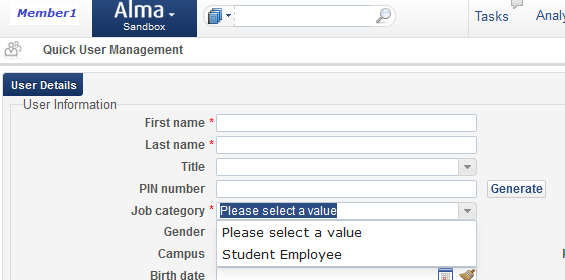 Member1 Alma Sandbox Tasks Analy
Quick User Management
User Details
User Information
First name *
Last name *
Title
PIN number Generate
Job category * Please select a value
Gender Please select a value
Campus Student Employee
Birth date